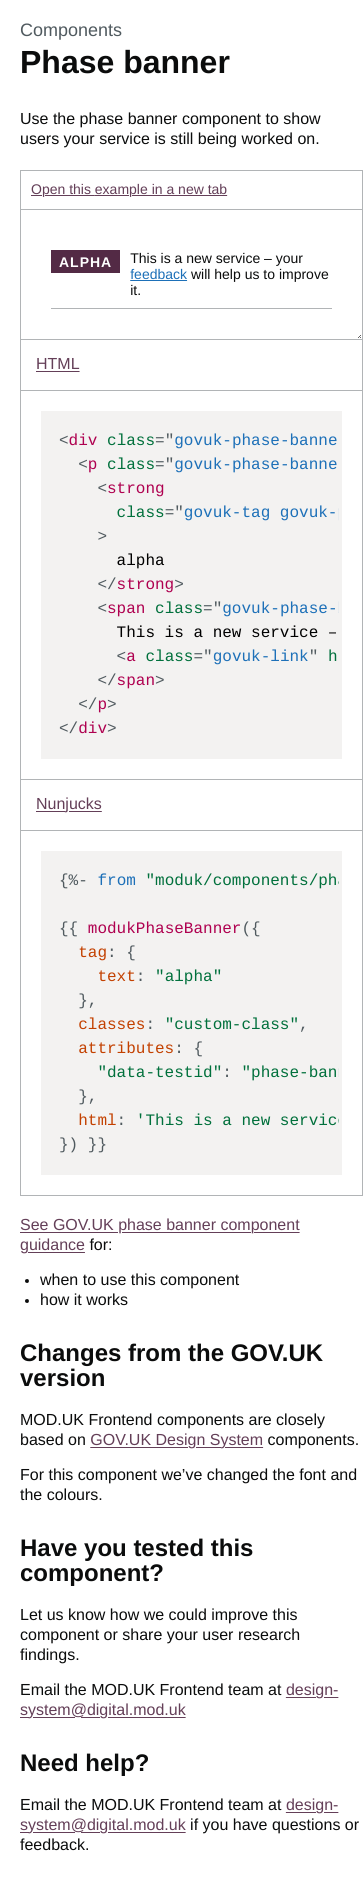 Components
Phase banner
Use the phase banner component to show
users your service is still being worked on.
Open this example in a new tab
ALPHA
This is a new service – your
feedback will help us to improve
it.
HTML
<div class="govuk-phase-banne
  <p class="govuk-phase-banne
    <strong
      class="govuk-tag govuk-
    >
      alpha
    </strong>
    <span class="govuk-phase-
      This is a new service –
      <a class="govuk-link" h
    </span>
  </p>
</div>
Nunjucks
{%- from "moduk/components/pha
{{ modukPhaseBanner({
  tag: {
    text: "alpha"
  },
  classes: "custom-class",
  attributes: {
    "data-testid": "phase-ban
  },
  html: 'This is a new service
}) }}
See GOV.UK phase banner component
guidance for:
• when to use this component
• how it works
Changes from the GOV.UK
version
MOD.UK Frontend components are closely
based on GOV.UK Design System components.
For this component we’ve changed the font and
the colours.
Have you tested this
component?
Let us know how we could improve this
component or share your user research
findings.
Email the MOD.UK Frontend team at design-
system@digital.mod.uk
Need help?
Email the MOD.UK Frontend team at design-
system@digital.mod.uk if you have questions or
feedback.